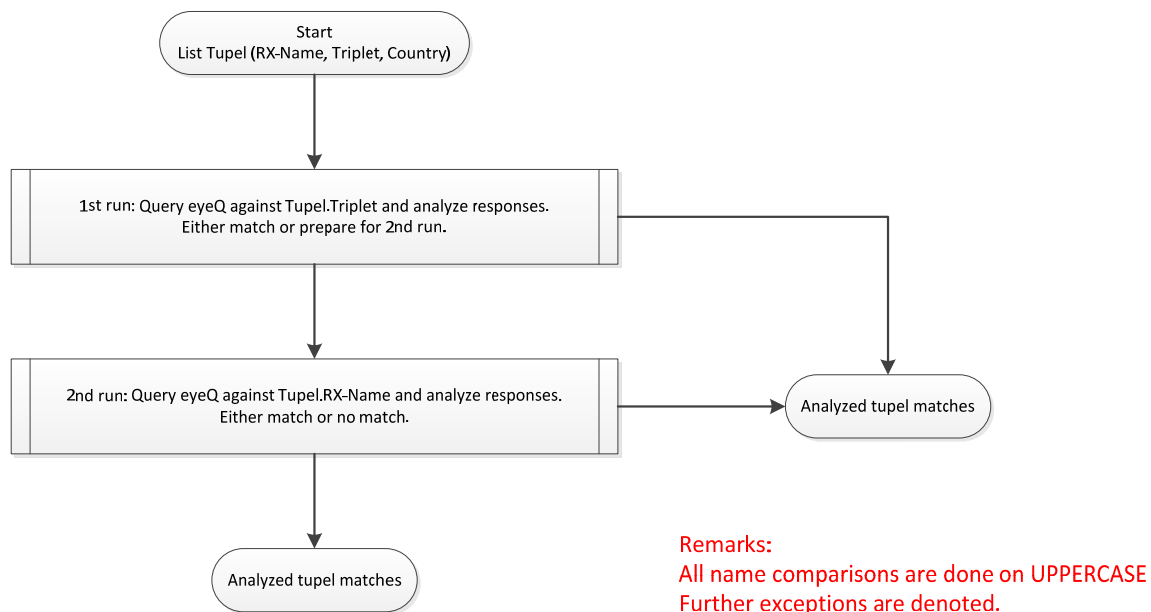 Start
List Tupel (RX-Name, Triplet, Country)
1st run: Query eyeQ against Tupel.Triplet and analyze responses.
Either match or prepare for 2nd run.
2nd run: Query eyeQ against Tupel.RX-Name and analyze responses.
Either match or no match.
Analyzed tupel matches
Analyzed tupel matches
Remarks:
All name comparisons are done on UPPERCASE
Further exceptions are denoted.